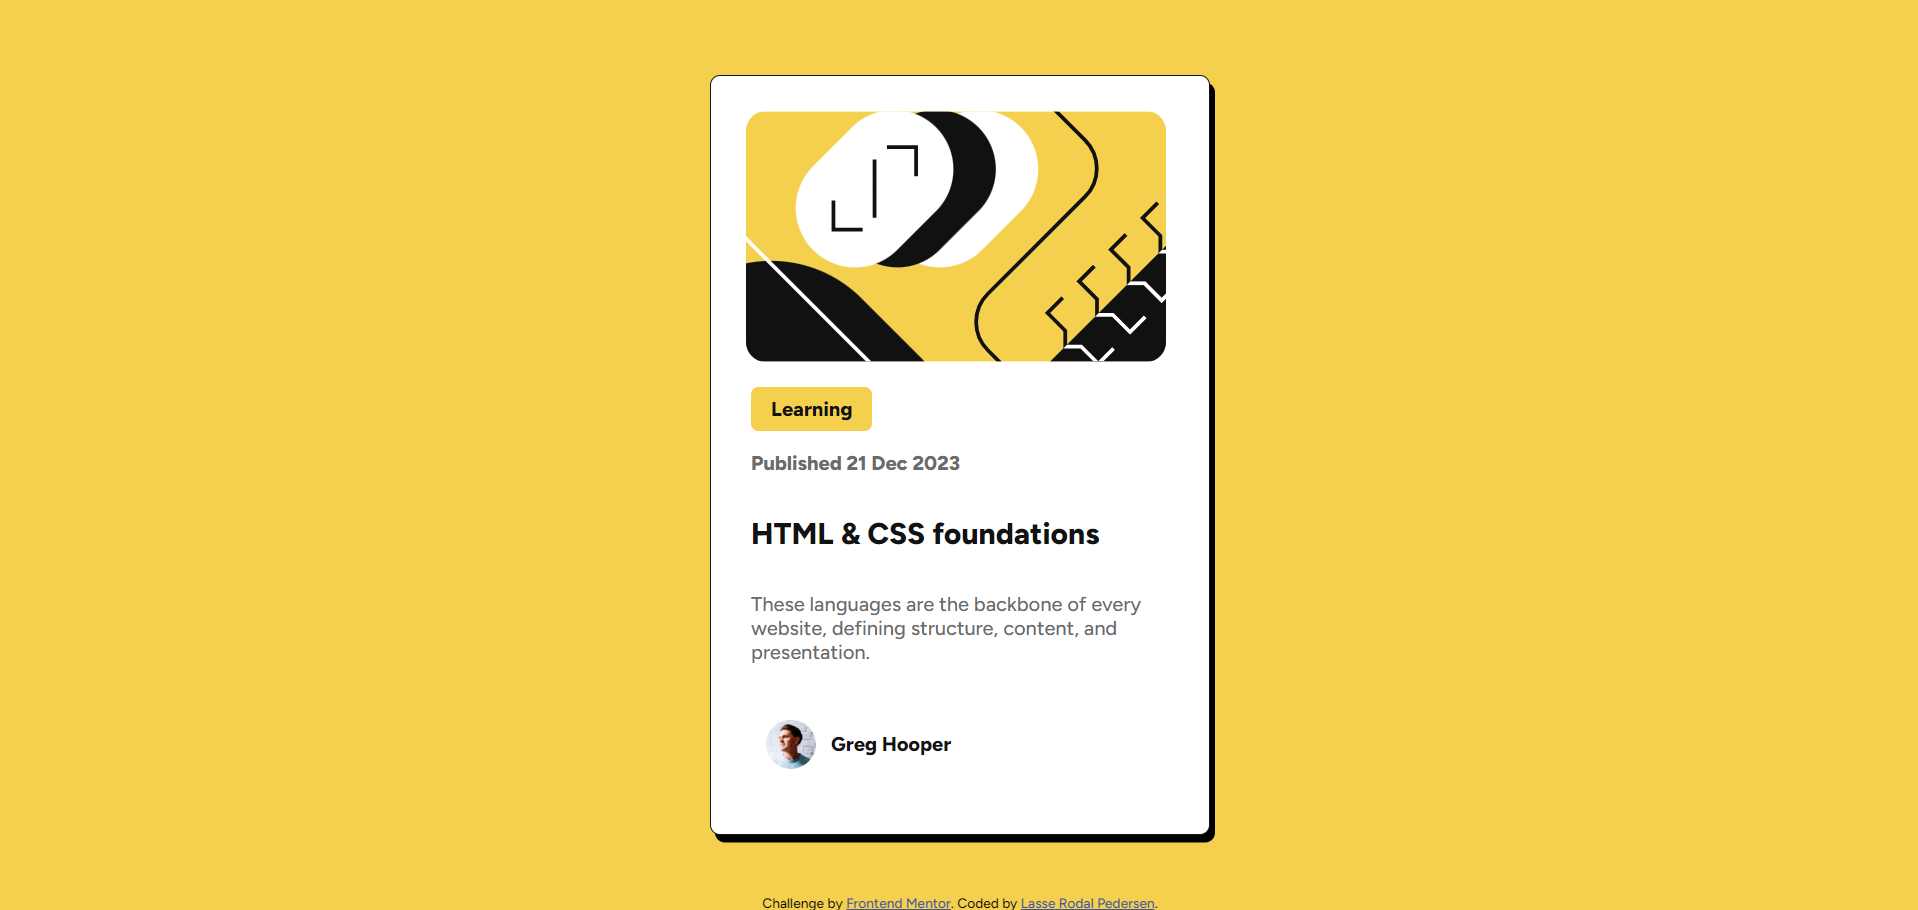 Learning
Published 21 Dec 2023
HTML & CSS foundations
These languages are the backbone of every
website, defining structure, content, and
presentation.
Greg Hooper
Challenge by Frontend Mentor. Coded by Lasse Rodal Pedersen.